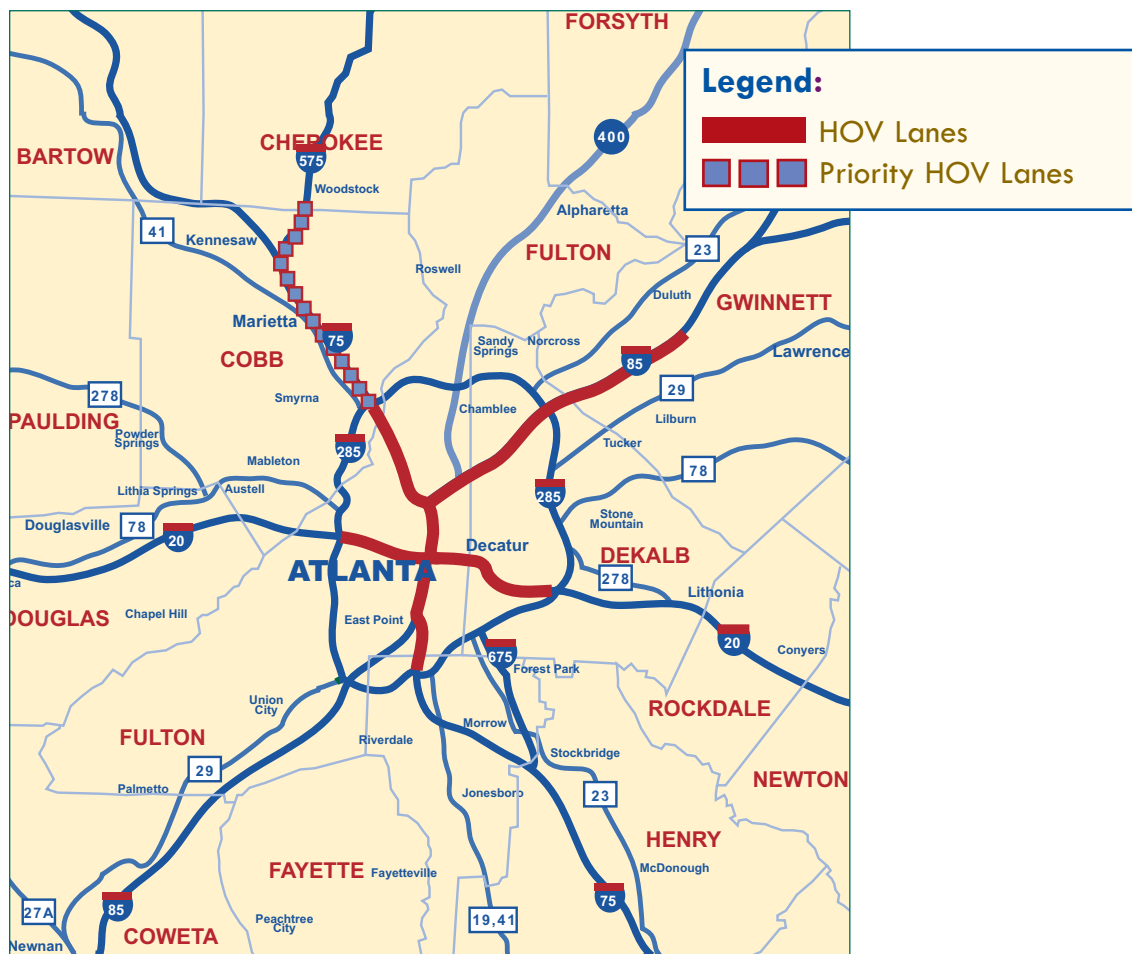 FORSYTH
Legend:
HOV Lanes
Priority HOV Lanes
400
CHEROKEE
BARTOW
575
Woodstock
Alpharetta
41
Kennesaw
FULTON
23
Roswell
Duluth
GWINNETT
Marietta
75
Sandy
Springs
Norcross
Lawrence
COBB
85
29
278
Smyrna
Chamblee
Lilburn
PAULDING
Powder
Springs
285
Tucker
Mableton
78
Lithia Springs
Austell
285
Stone
Mountain
Douglasville
78
20
Decatur
DEKALB
ATLANTA
278
ca
Lithonia
DOUGLAS
Chapel Hill
East Point
20
Conyers
675
Forest Park
Union
City
ROCKDALE
Morrow
FULTON
Riverdale
Stockbridge
29
NEWTON
Palmetto
Jonesboro
23
HENRY
FAYETTE
Fayetteville
McDonough
85
75
27A
19,41
Peachtree
City
COWETA
Newnan